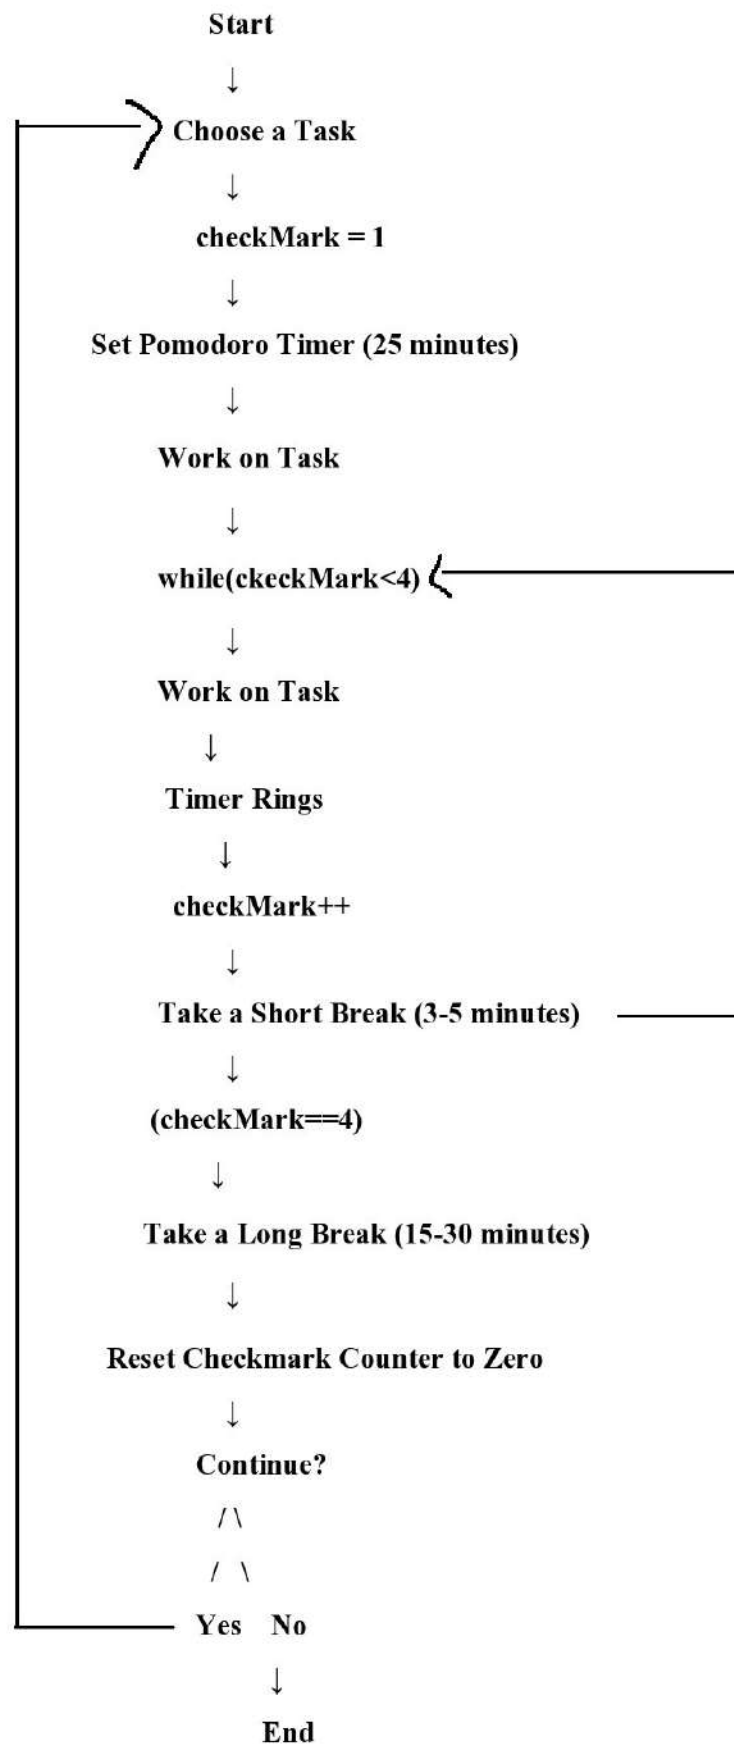 Start
↓
Choose a Task
↓
checkMark = 1
↓
Set Pomodoro Timer (25 minutes)
↓
Work on Task
↓
while(ckeckMark<4)
↓
Work on Task
↓
Timer Rings
↓
checkMark++
↓
Take a Short Break (3-5 minutes)
↓
(checkMark==4)
↓
Take a Long Break (15-30 minutes)
↓
Reset Checkmark Counter to Zero
↓
Continue?
/ \
/ \
Yes No
↓
End